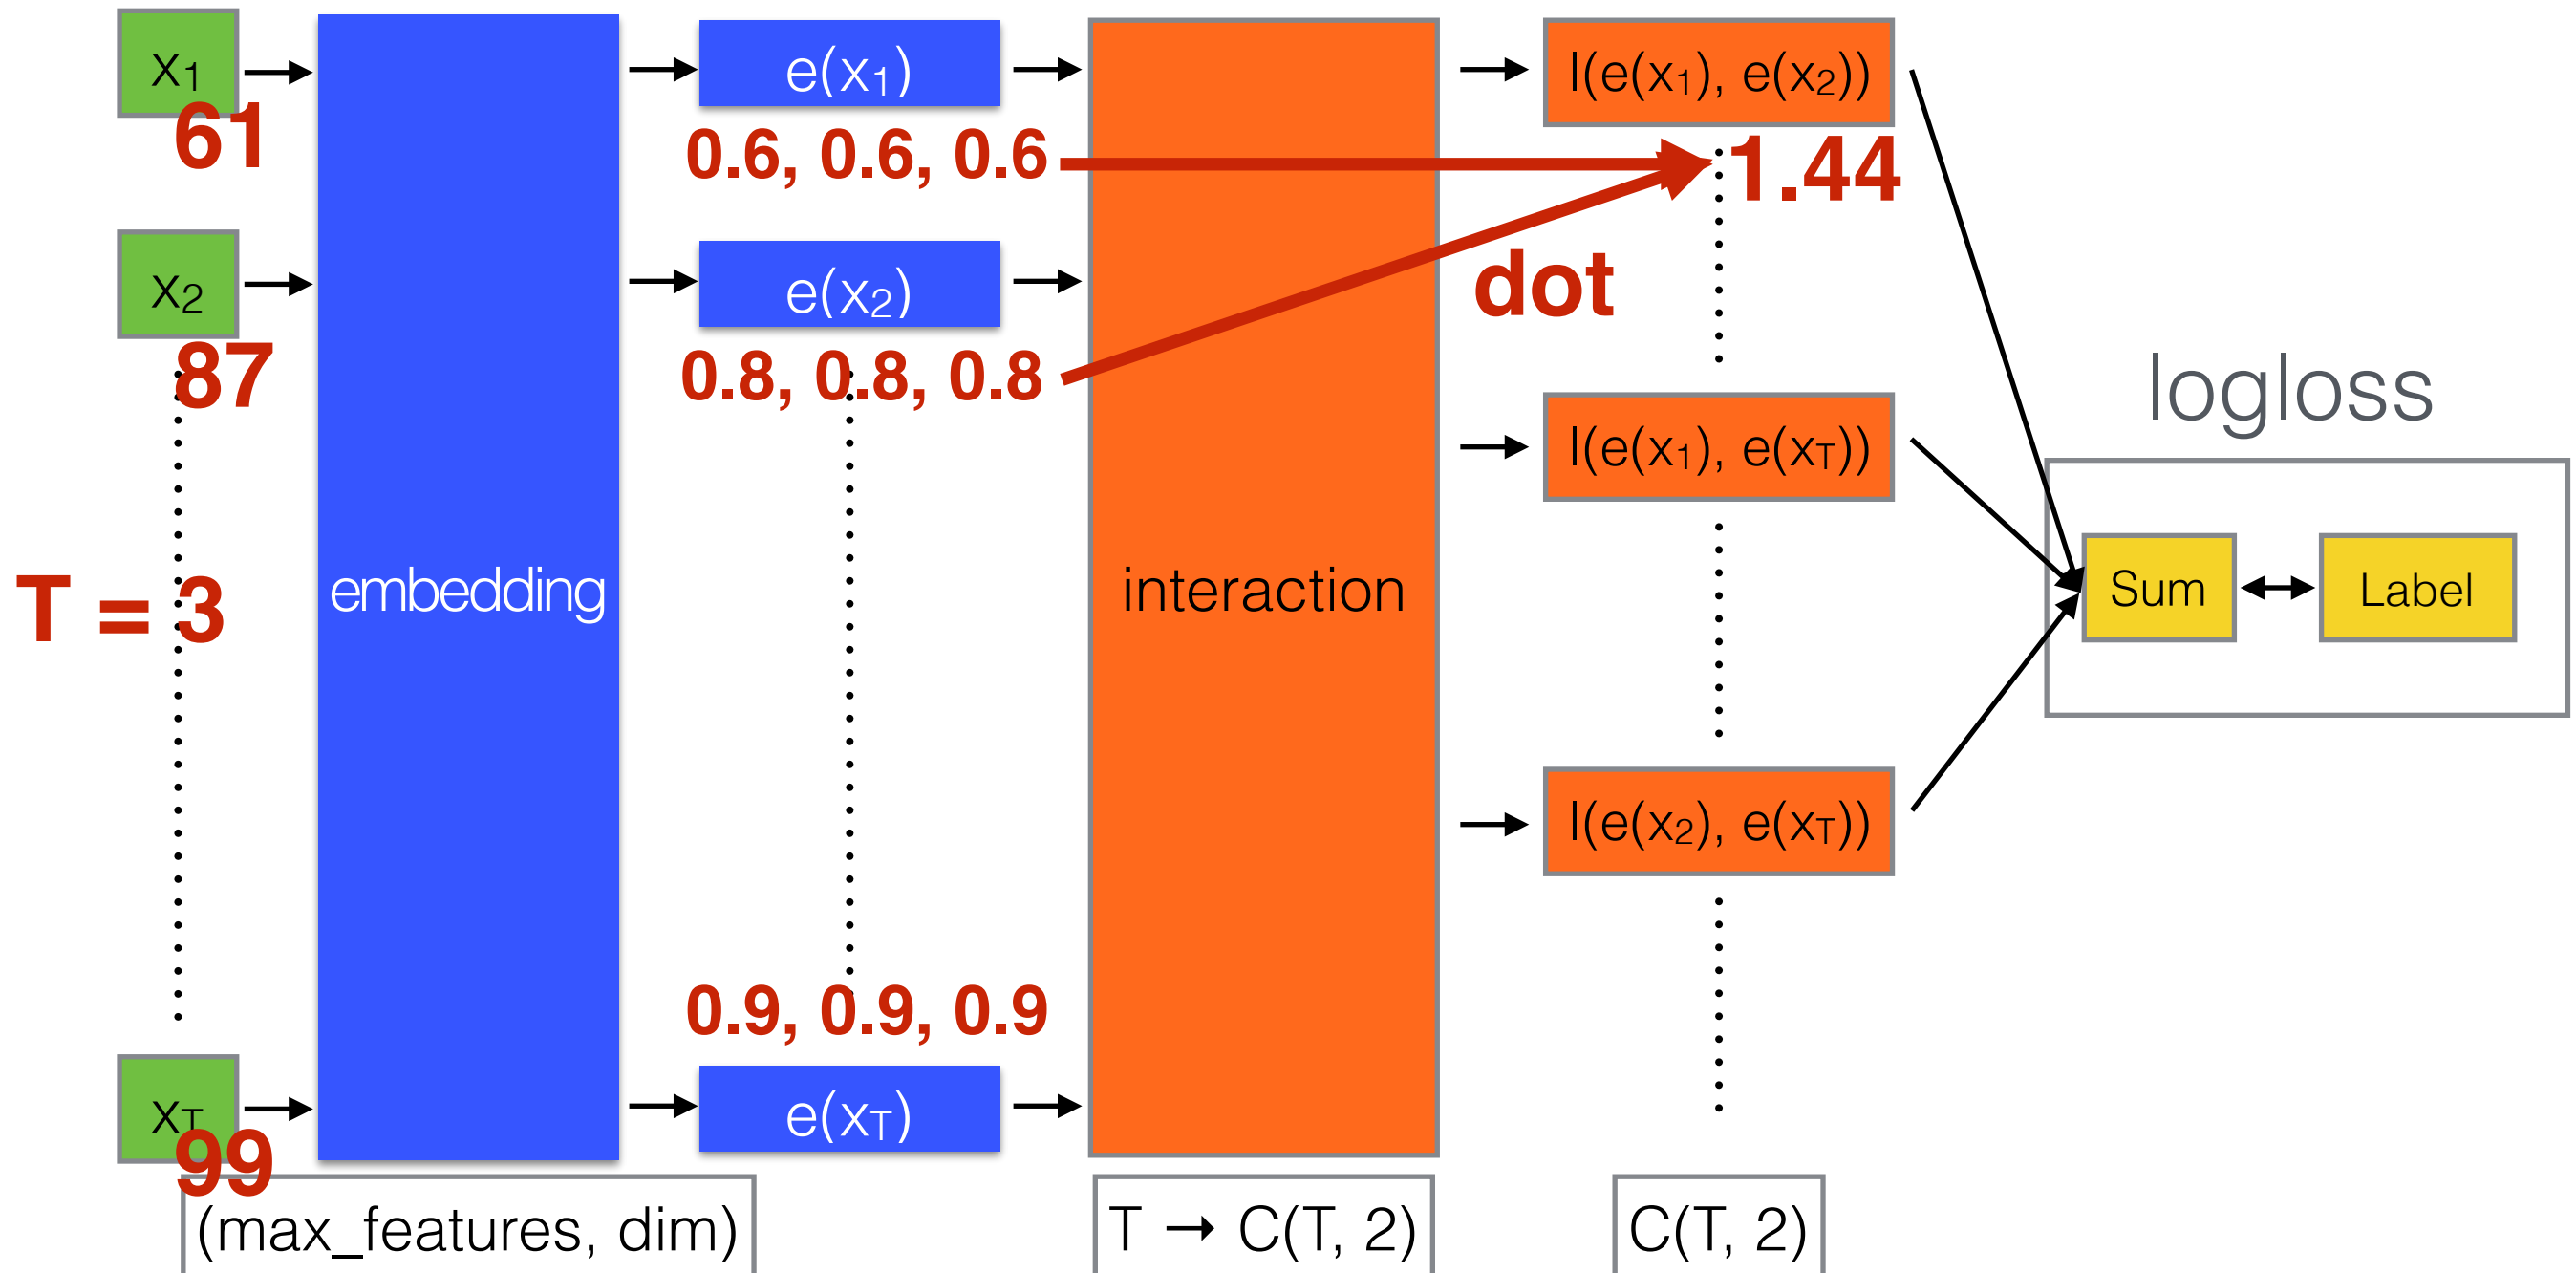 x1
61
x2
87
T = 3
xT
99
embedding
(max_features, dim)
e(x1)
0.6, 0.6, 0.6
e(x2)
0.8, 0.8, 0.8
0.9, 0.9, 0.9
e(xT)
interaction
T → C(T, 2)
dot
I(e(x1), e(x2))
1.44
I(e(x1), e(xT))
I(e(x2), e(xT))
C(T, 2)
logloss
Sum
Label